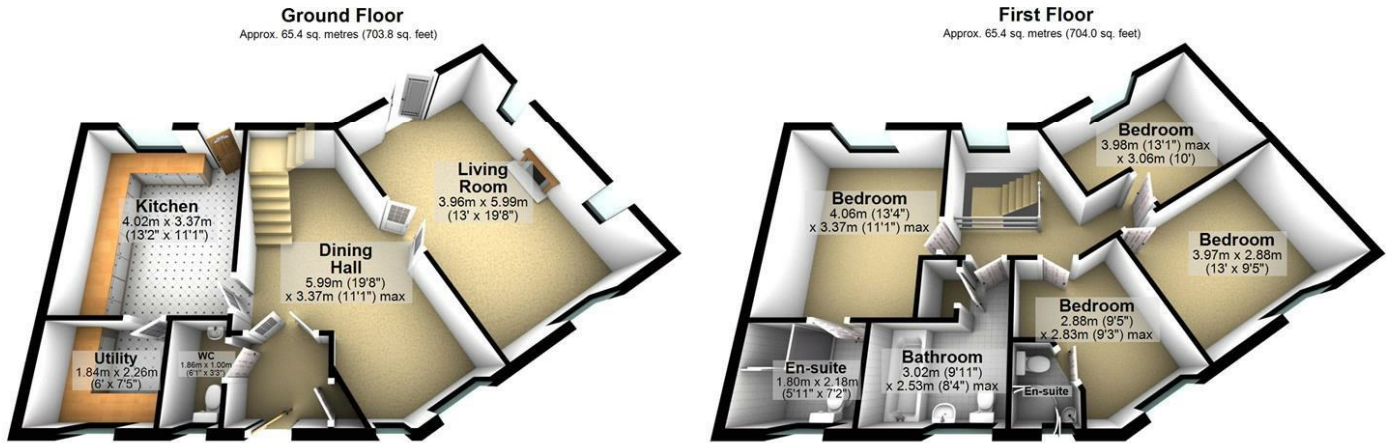 Ground Floor
Approx. 65.4 sq. metres (703.8 sq. feet)
Kitchen
4.02m x 3.37m
(13'2" x 11'1")
Living
Room
3.96m x 5.99m
(13' x 19'8")
Dining
Hall
5.99m (19'8")
x 3.37m (11'1") max
Utility
1.84m x 2.26m
(6' x 7'5")
WC
1.86m x 1.00m
(6'1" x 3'3")
First Floor
Approx. 65.4 sq. metres (704.0 sq. feet)
Bedroom
3.98m (13'1") max
x 3.06m (10')
Bedroom
4.06m (13'4")
x 3.37m (11'1") max
Bedroom
3.97m x 2.88m
(13' x 9'5")
Bedroom
2.88m (9'5")
x 2.83m (9'3") max
En-suite
1.80m x 2.18m
(5'11" x 7'2")
Bathroom
3.02m (9'11")
x 2.53m (8'4") max
En-suite